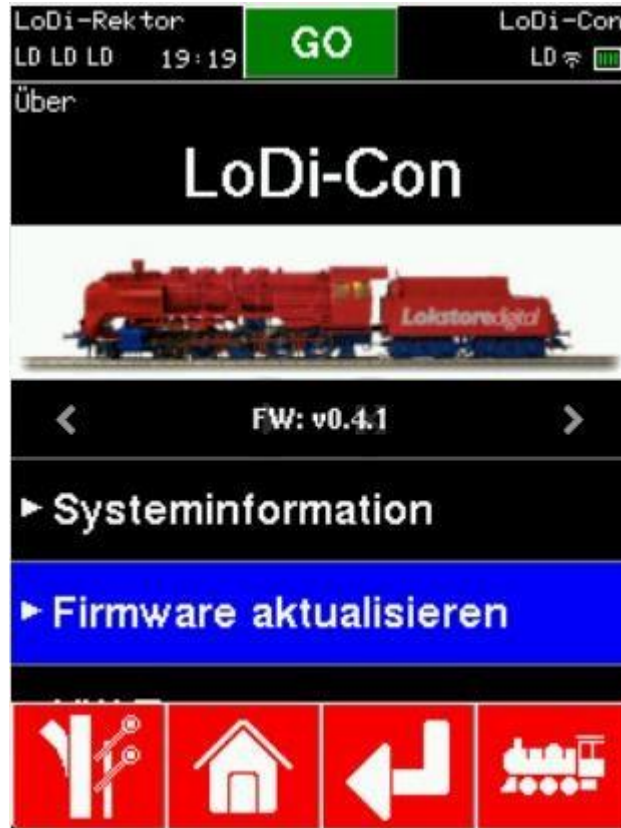 LoDi-Rektor
LD LD LD 19:19
GO
LoDi-Con
LD
Über
LoDi-Con
Lokstoredigital
FW: v0.4.1
Systeminformation
Firmware aktualisieren